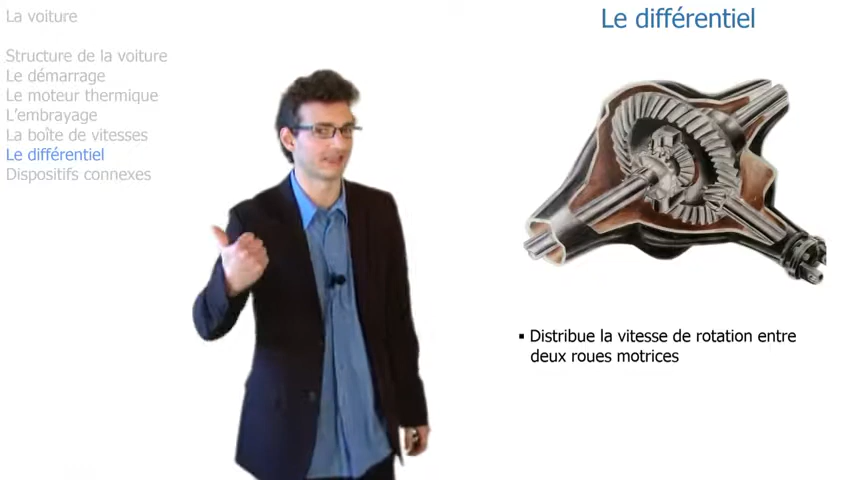 La voiture
Structure de la voiture
Le démarrage
Le moteur thermique
L'embrayage
La boîte de vitesses
Le différentiel
Dispositifs connexes
Le différentiel
▪ Distribue la vitesse de rotation entre
deux roues motrices